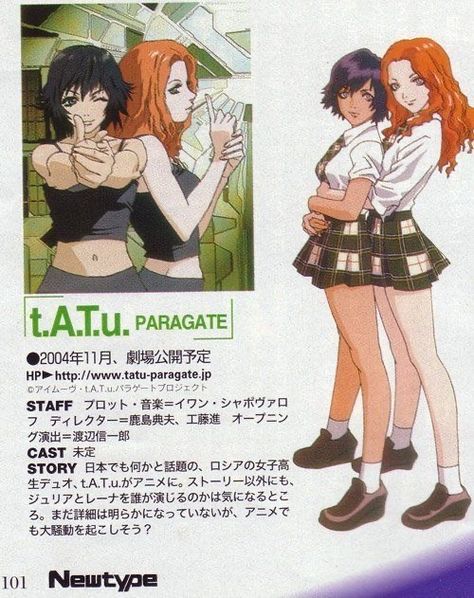 t.A.T.u. PARAGATE
●2004年11月、劇場公開予定
HP▶http://www.tatu-paragate.jp
©アイムーヴ・t.A.T.u.パラゲートプロジェクト
STAFF プロット・音楽=イワン・シャポヴァロ
フ ディレクター=鹿島典夫、工藤進 オープニン
グ演出=渡辺信一郎
CAST 未定
STORY 日本でも何かと話題の、ロシアの女子高
生デュオ、t.A.T.u.がアニメに。ストーリー以外にも、
ジュリアとレーナを誰が演じるのかは気になるとこ
ろ。まだ詳細は明らかになっていないが、アニメで
も大騒動を起こしそう?
101 Newtype